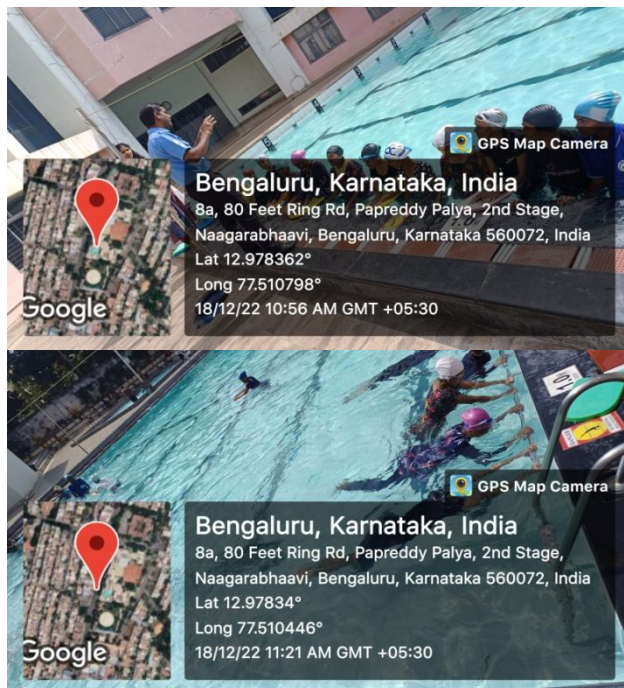 GPS Map Camera
Bengaluru, Karnataka, India
8a, 80 Feet Ring Rd, Papreddy Palya, 2nd Stage,
Naagarabhaavi, Bengaluru, Karnataka 560072, India
Lat 12.978362°
Long 77.510798°
18/12/22 10:56 AM GMT +05:30
Google
1.0
GPS Map Camera
Bengaluru, Karnataka, India
8a, 80 Feet Ring Rd, Papreddy Palya, 2nd Stage,
Naagarabhaavi, Bengaluru, Karnataka 560072, India
Lat 12.97834°
Long 77.510446°
18/12/22 11:21 AM GMT +05:30
Google